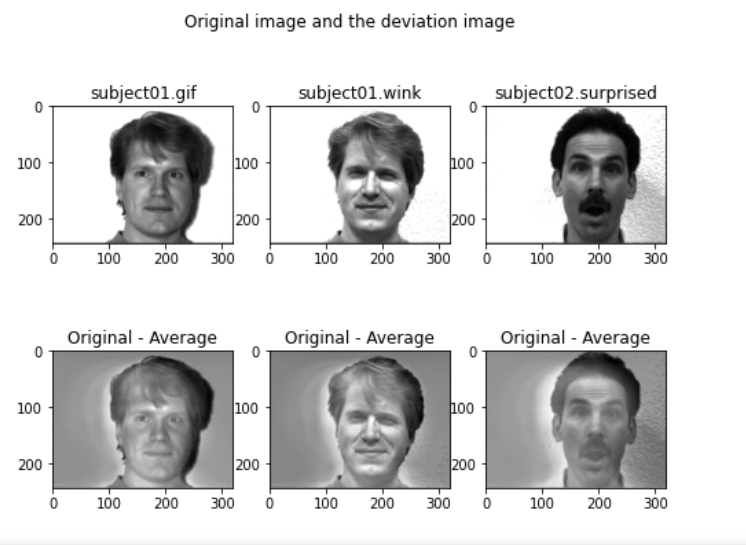 Original image and the deviation image
subject01.gif subject01.wink subject02.surprised
0 0 0
100 100 100
200 200 200
0 100 200 300 0 100 200 300 0 100 200 300
Original - Average Original - Average Original - Average
0 0 0
100 100 100
200 200 200
0 100 200 300 0 100 200 300 0 100 200 300